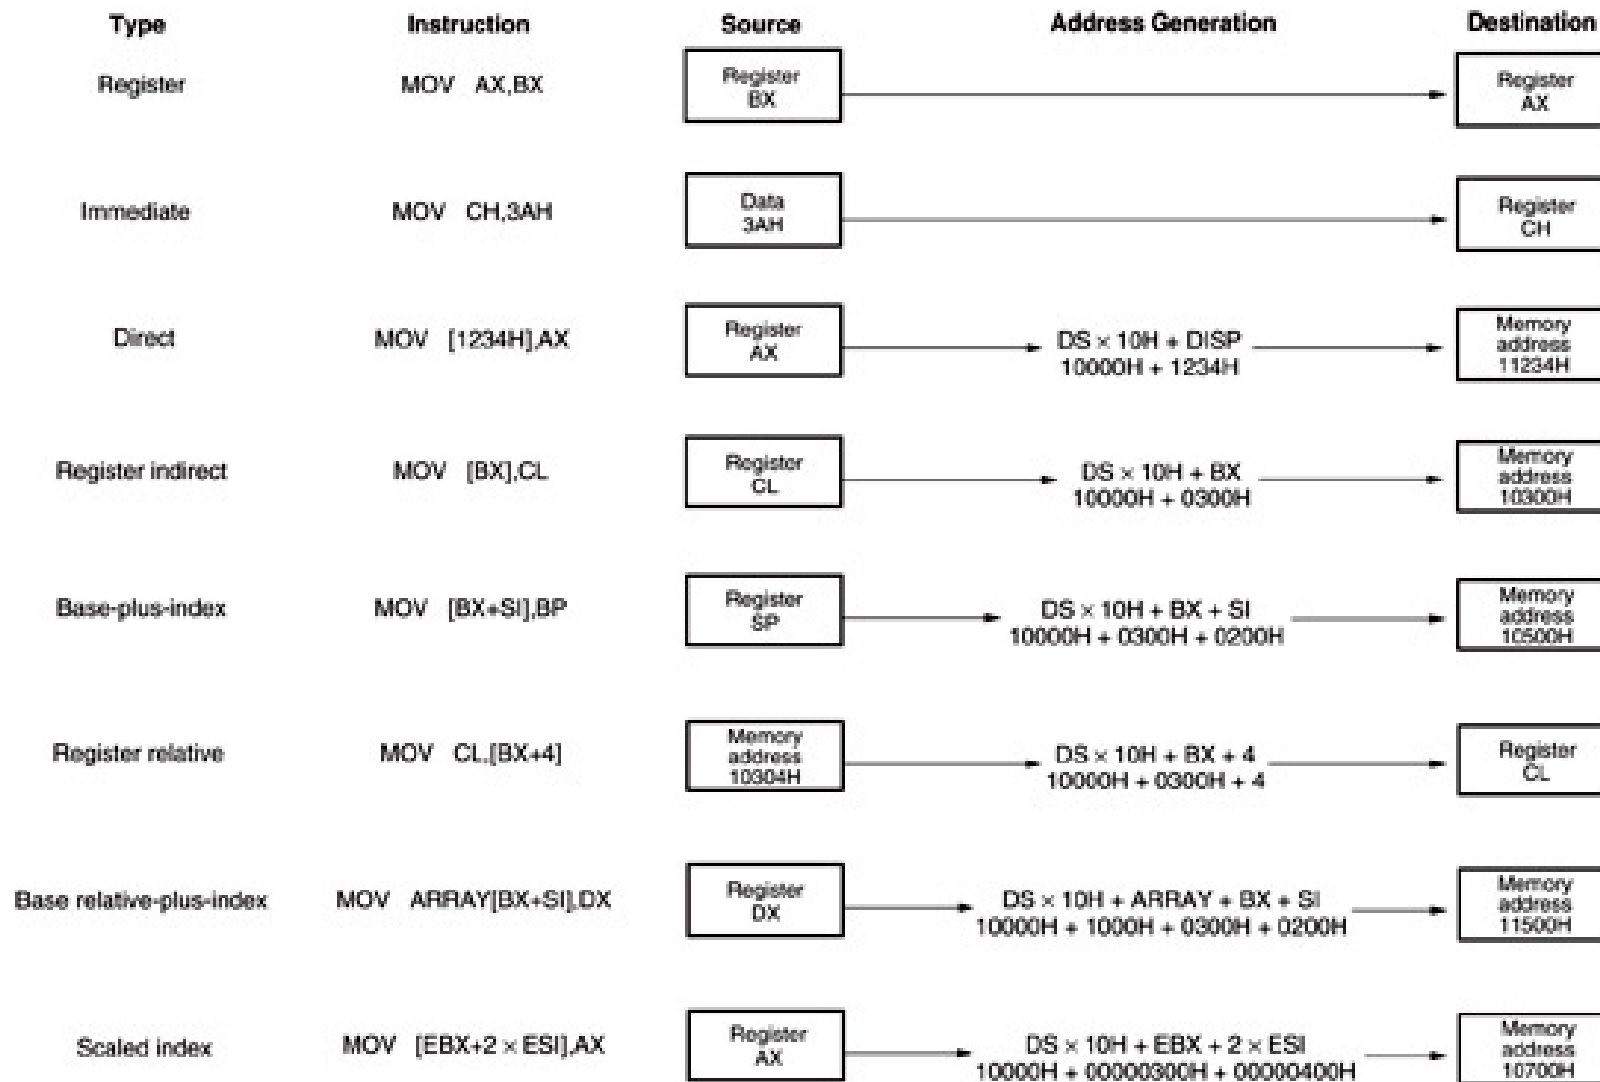 Type Instruction Source Address Generation Destination
Register MOV AX,BX Register
BX Register
AX
Immediate MOV CH,3AH Data
3AH Register
CH
Direct MOV [1234H],AX Register
AX DS × 10H + DISP
10000H + 1234H Memory
address
11234H
Register indirect MOV [BX],CL Register
CL DS × 10H + BX
10000H + 0300H Memory
address
10300H
Base-plus-index MOV [BX+SI],BP Register
SP DS × 10H + BX + SI
10000H + 0300H + 0200H Memory
address
10500H
Register relative MOV CL,[BX+4] Memory
address
10304H DS × 10H + BX + 4
10000H + 0300H + 4 Register
CL
Base relative-plus-index MOV ARRAY[BX+SI],DX Register
DX DS × 10H + ARRAY + BX + SI
10000H + 1000H + 0300H + 0200H Memory
address
11500H
Scaled index MOV [EBX+2 × ESI],AX Register
AX DS × 10H + EBX + 2 × ESI
10000H + 00000300H + 00000400H Memory
address
10700H